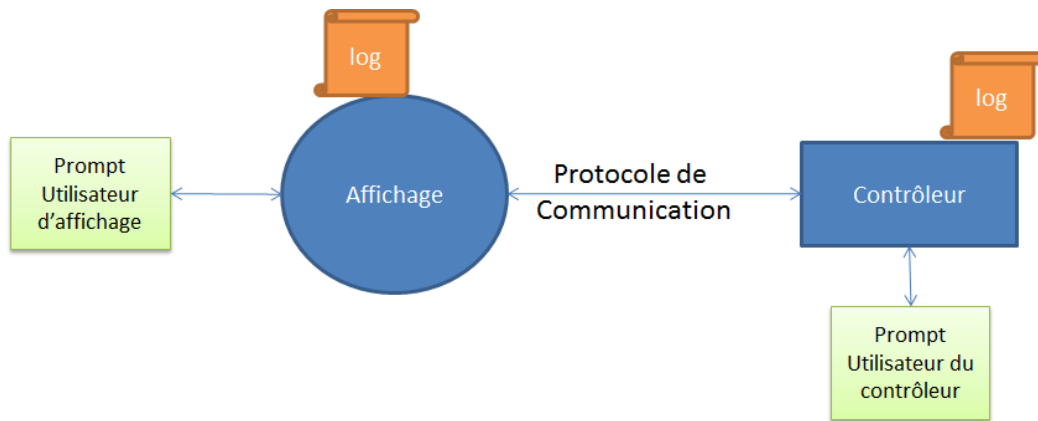 log
log
Prompt
Utilisateur
d'affichage
Affichage
Protocole de
Communication
Contrôleur
Prompt
Utilisateur du
contrôleur